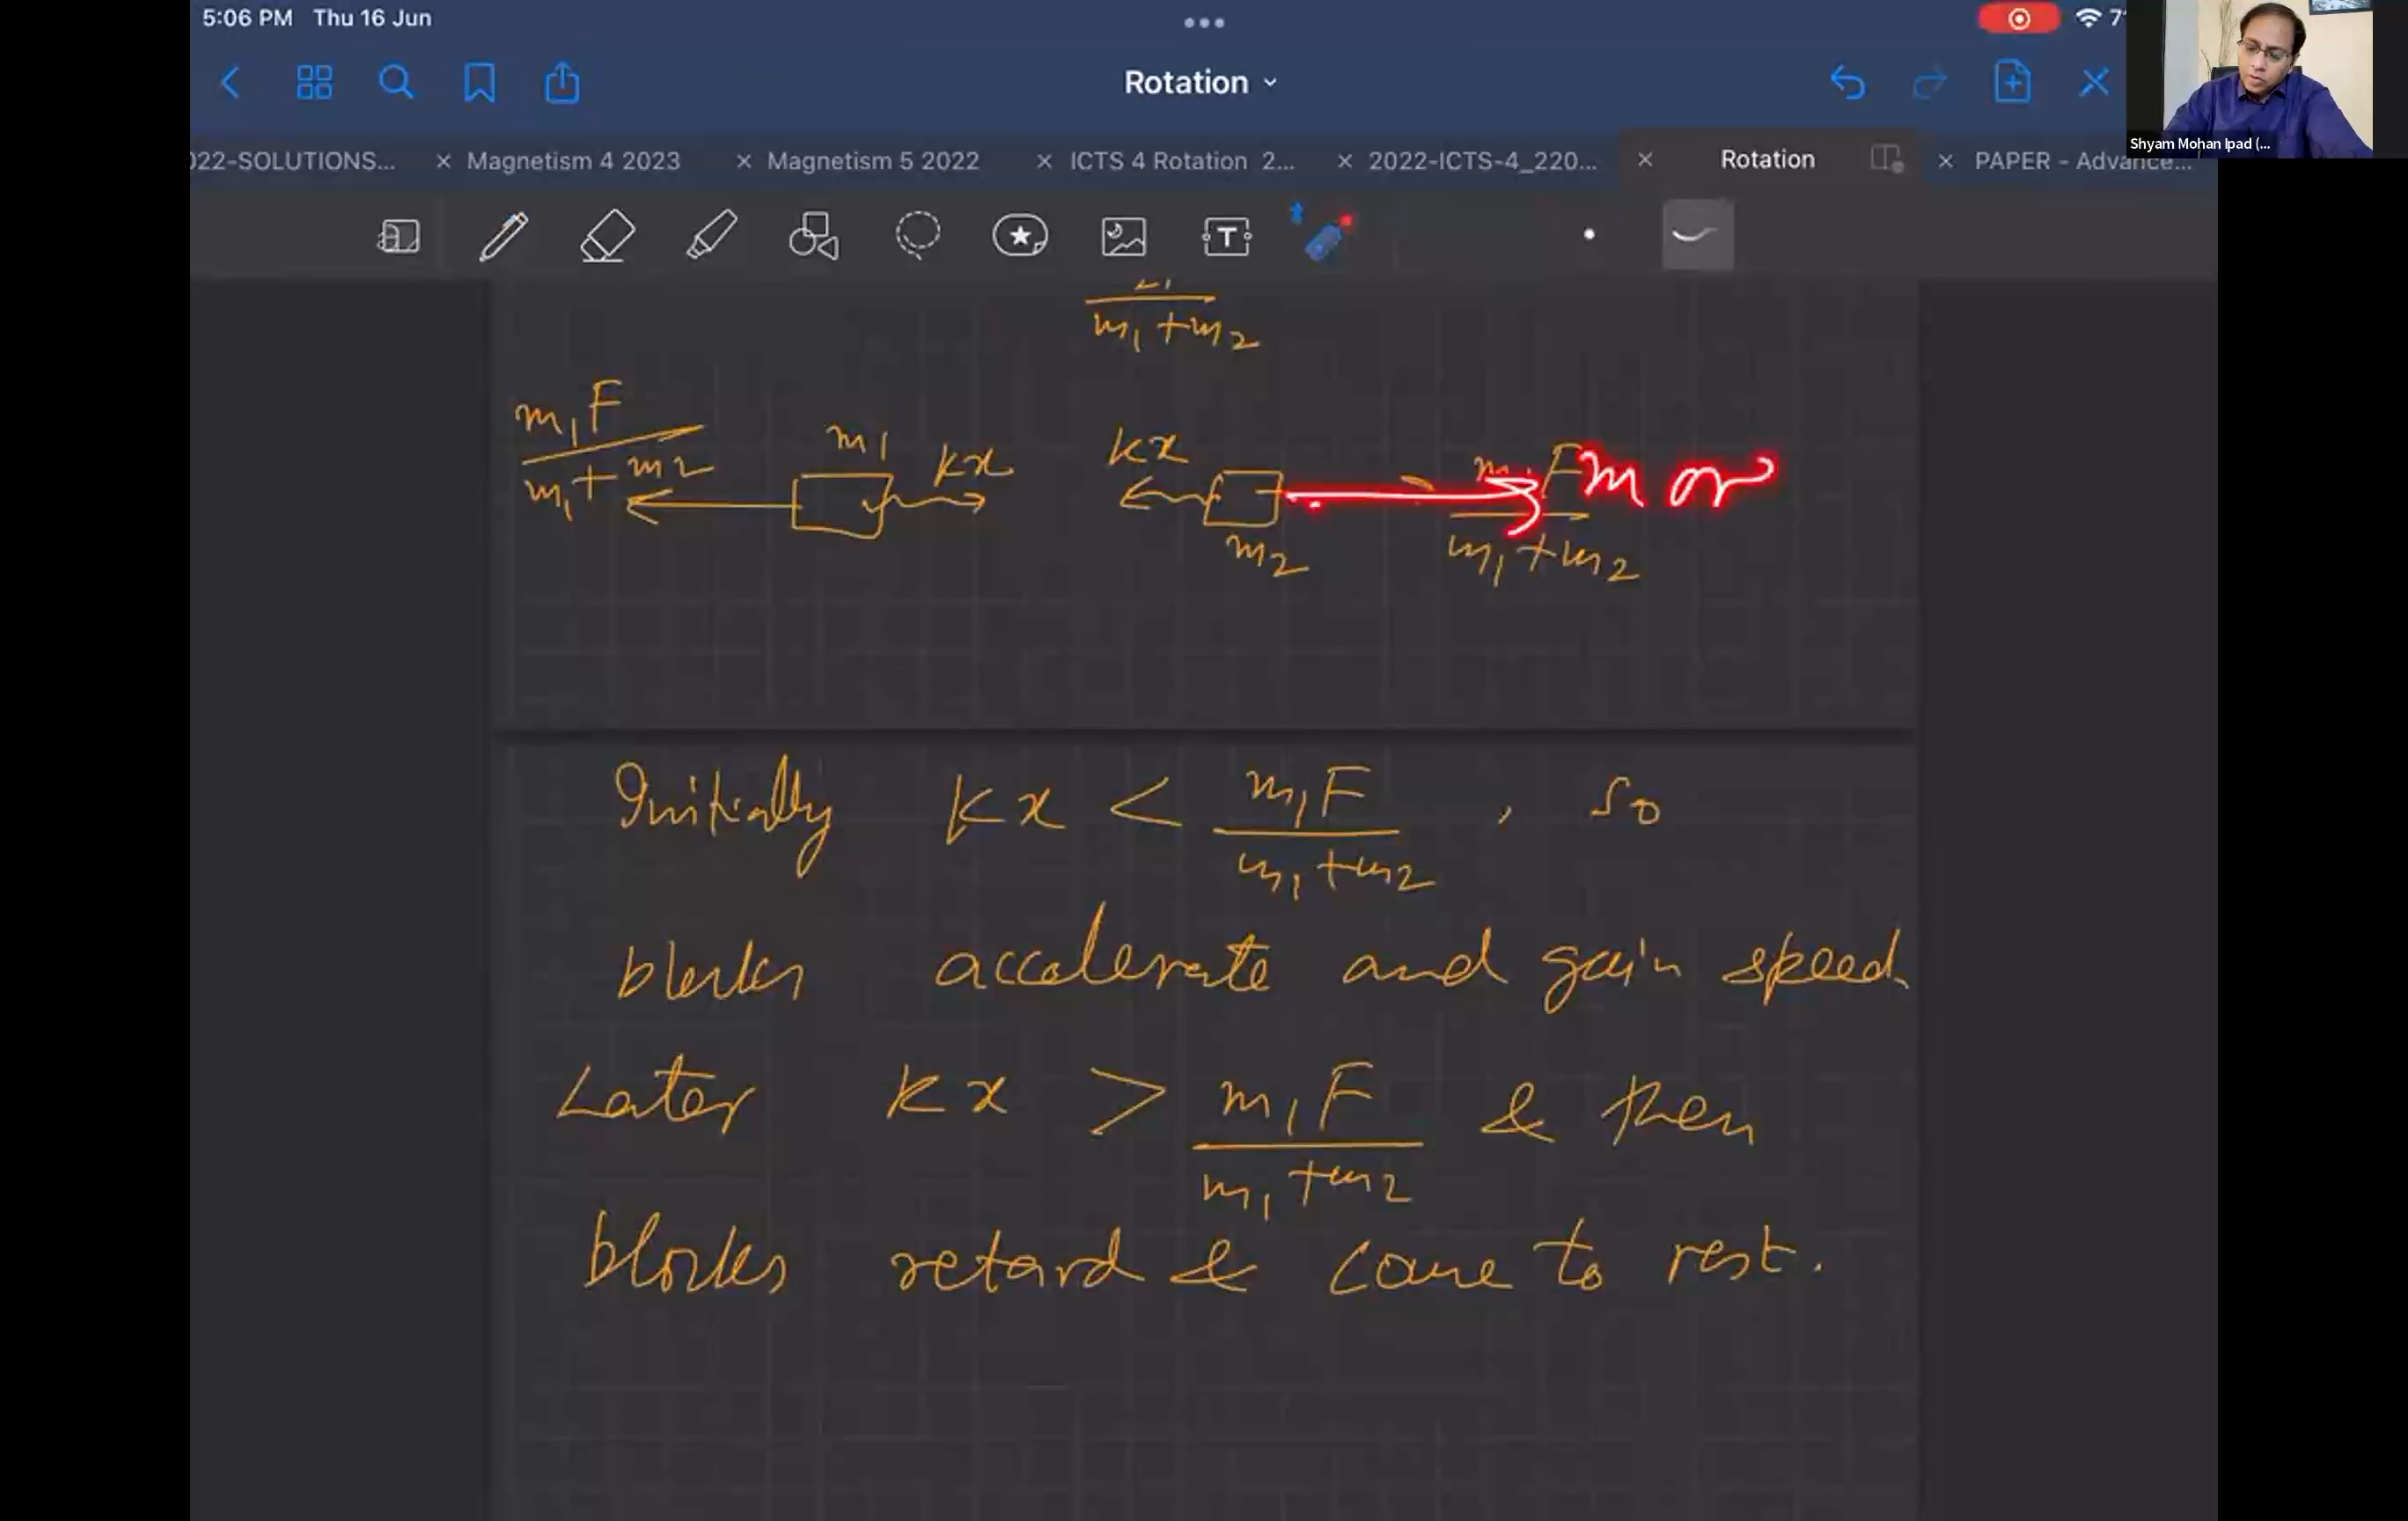 5:06 PM Thu 16 Jun
Rotation
022-SOLUTIONS... Magnetism 4 2023 Magnetism 5 2022 ICTS 4 Rotation 2... 2022-ICTS-4_220... Rotation PAPER - Advance...
Shyam Mohan Ipad (...
T
m1 + m2
m1F
m1 + m2
m1
kx
kx
m2
F
m1 + m2
m
Initially kx < m1F / m1 + m2 , so
blocks accelerate and gain speed.
Later kx > m1F / m1 + m2 & then
blocks retard & come to rest.